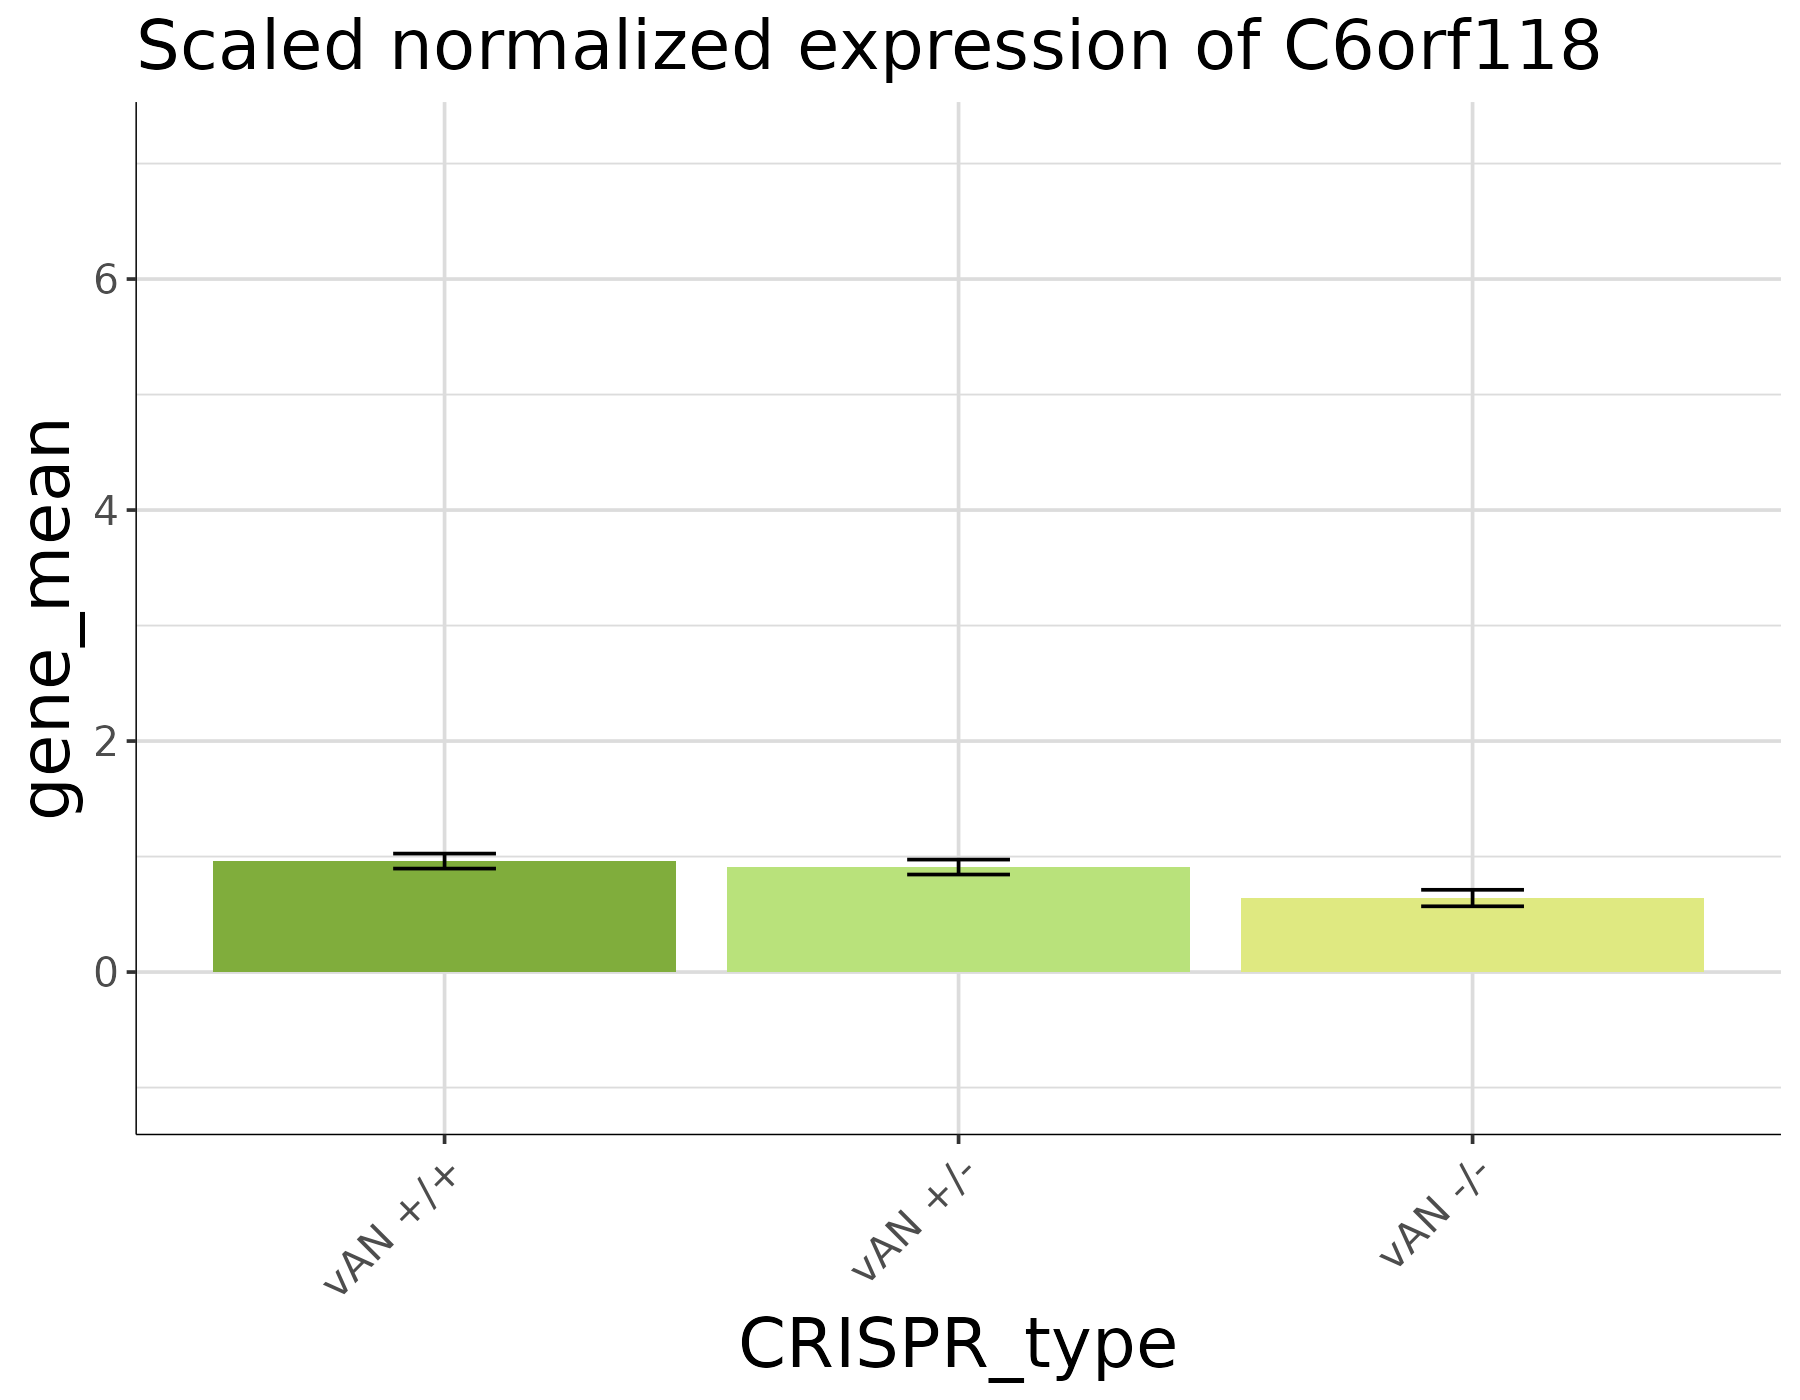 Scaled normalized expression of C6orf118
gene_mean
6
4
2
0
vAN +/+
vAN +/-
vAN -/-
CRISPR_type